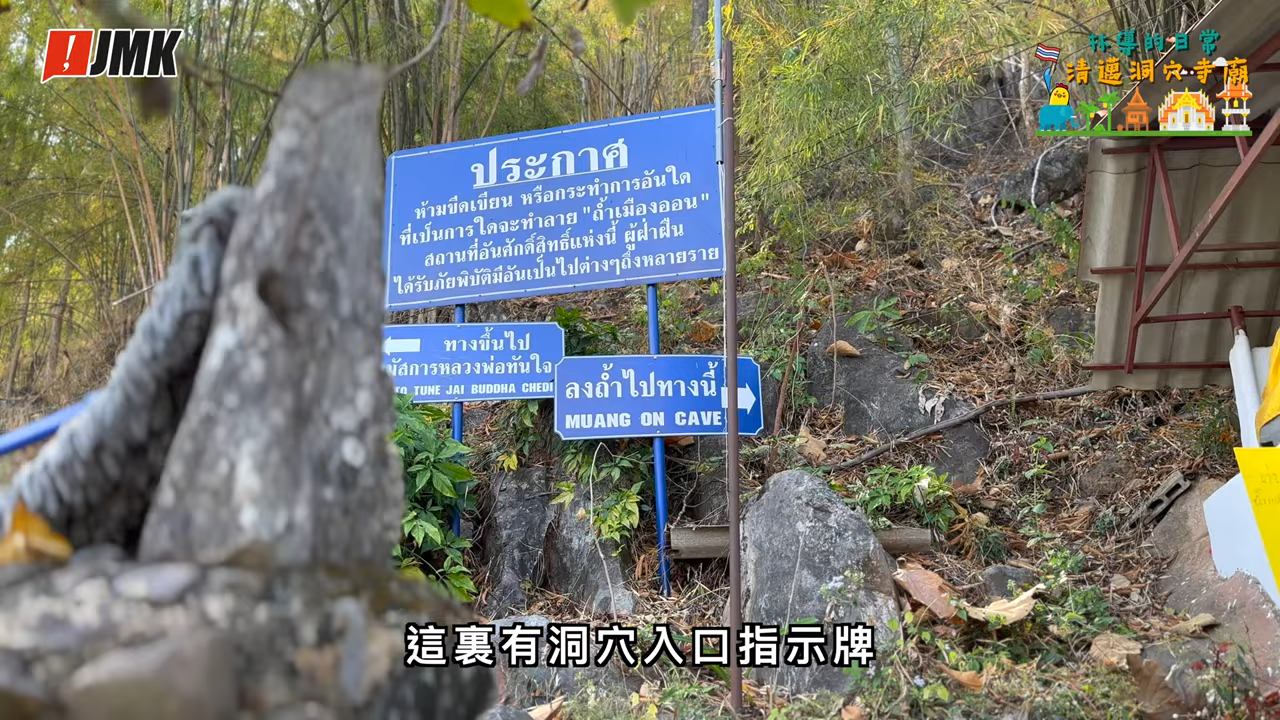 JMK
林導的日常
清邁洞穴寺廟
ประกาศ
ห้ามขีดเขียน หรือกระทำการอันใด
ที่เป็นการใดจะทำลาย "ถ้ำเมืองออน"
สถานที่อันศักดิ์สิทธิ์แห่งนี้ ผู้ฝ่าฝืน
ได้รับภัยพิบัติมีอันเป็นไปต่างๆถึงหลายราย
ทางขึ้นไป
มัสการหลวงพ่อทันใจ
TO TUNE JAI BUDDHA CHEDI
ลงถ้ำไปทางนี้
MUANG ON CAVE
這裏有洞穴入口指示牌